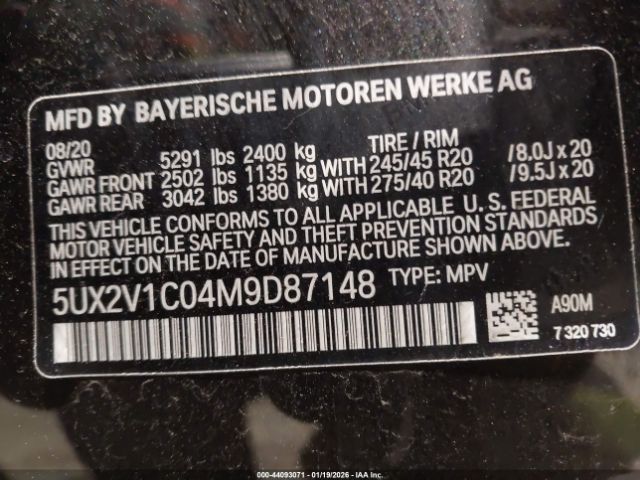 MFD BY BAYERISCHE MOTOREN WERKE AG
08/20 TIRE / RIM
GVWR 5291 lbs 2400 kg
GAWR FRONT 2502 lbs 1135 kg WITH 245/45 R20 /8.0J x 20
GAWR REAR 3042 lbs 1380 kg WITH 275/40 R20 /9.5J x 20
THIS VEHICLE CONFORMS TO ALL APPLICABLE U. S. FEDERAL
MOTOR VEHICLE SAFETY AND THEFT PREVENTION STANDARDS
IN EFFECT ON THE DATE OF MANUFACTURE SHOWN ABOVE.
5UX2V1C04M9D87148 TYPE: MPV
A90M
7 320 730
000-44093071 - 01/19/2026 - IAAI.COM